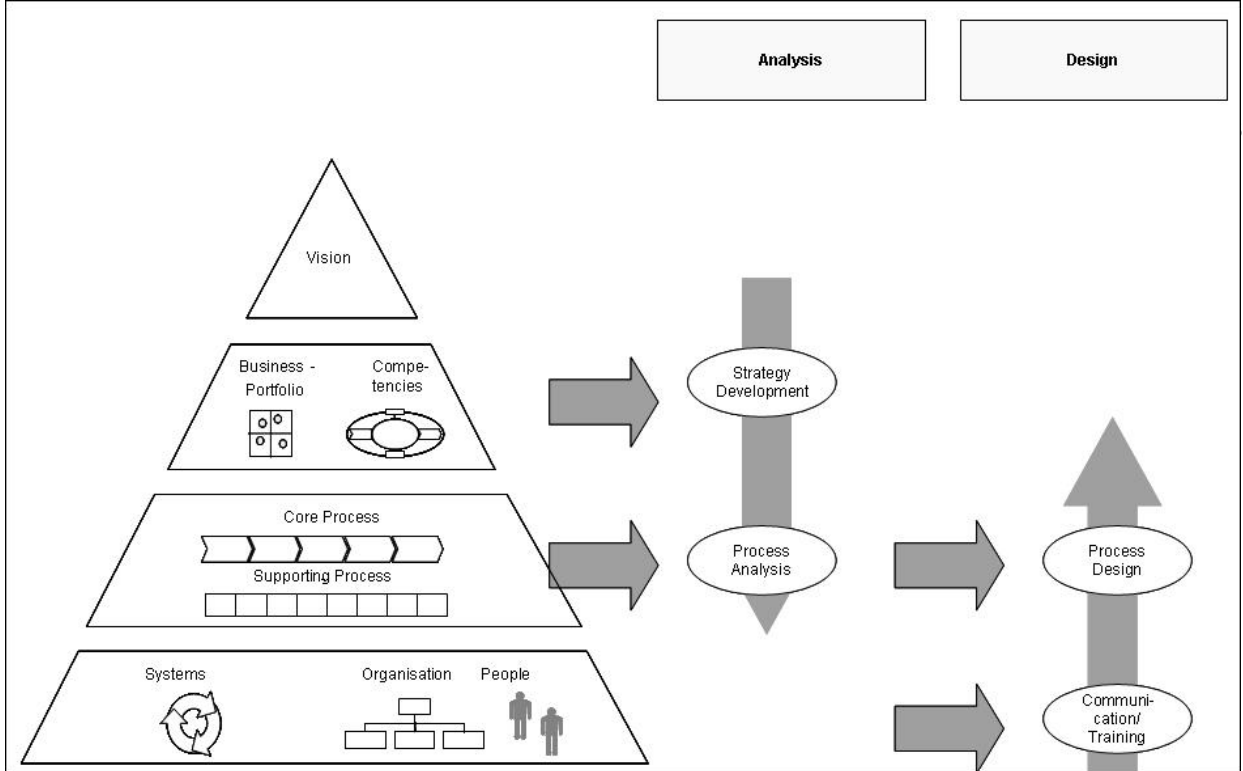 Analysis
Design
Vision
Business -
Portfolio
Compe-
tencies
Strategy
Development
Core Process
Supporting Process
Process
Analysis
Process
Design
Systems
Organisation
People
Communi-
cation/
Training